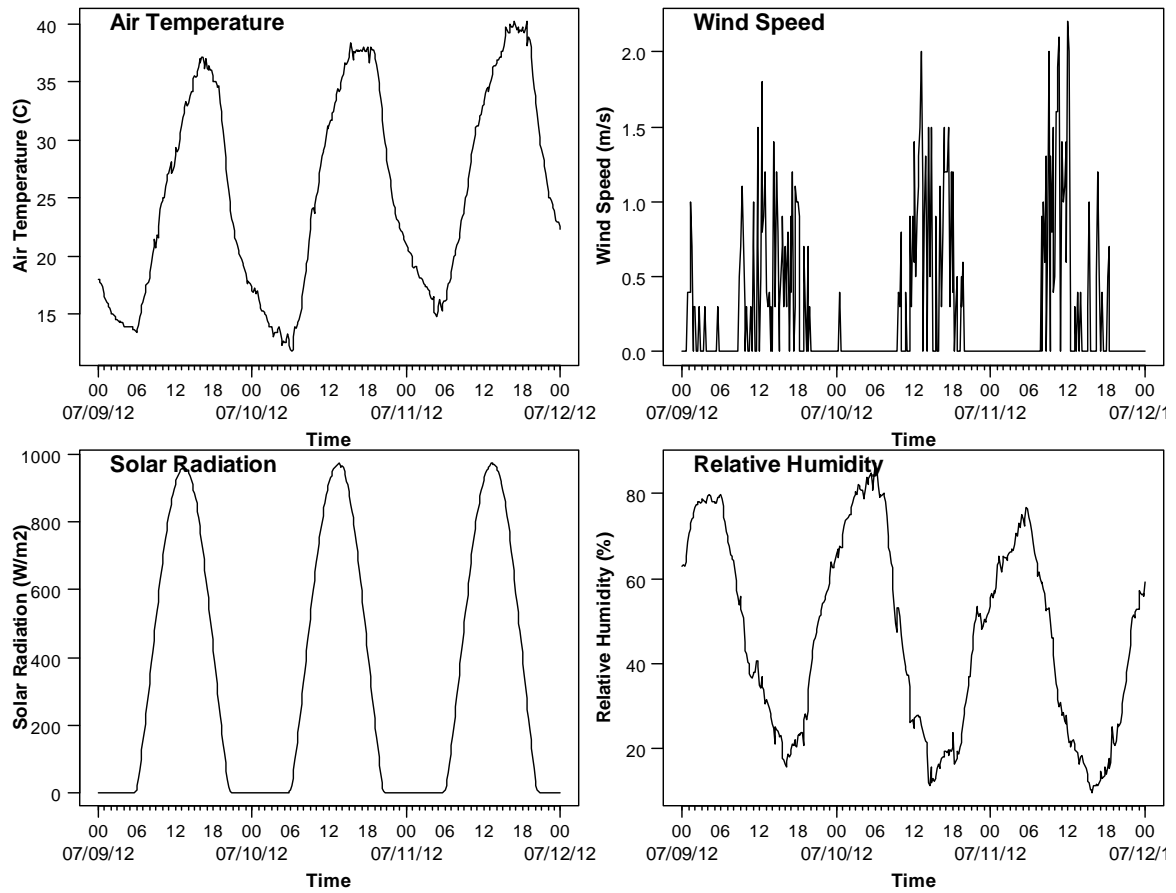 Air Temperature
Air Temperature (C)
40
35
30
25
20
15
00 06 12 18 00 06 12 18 00 06 12 18 00
07/09/12 07/10/12 07/11/12 07/12/12
Time
Wind Speed
Wind Speed (m/s)
2.0
1.5
1.0
0.5
0.0
00 06 12 18 00 06 12 18 00 06 12 18 00
07/09/12 07/10/12 07/11/12 07/12/1
Time
Solar Radiation
Solar Radiation (W/m2)
1000
800
600
400
200
0
00 06 12 18 00 06 12 18 00 06 12 18 00
07/09/12 07/10/12 07/11/12 07/12/12
Time
Relative Humidity
Relative Humidity (%)
80
60
40
20
00 06 12 18 00 06 12 18 00 06 12 18 00
07/09/12 07/10/12 07/11/12 07/12/1
Time